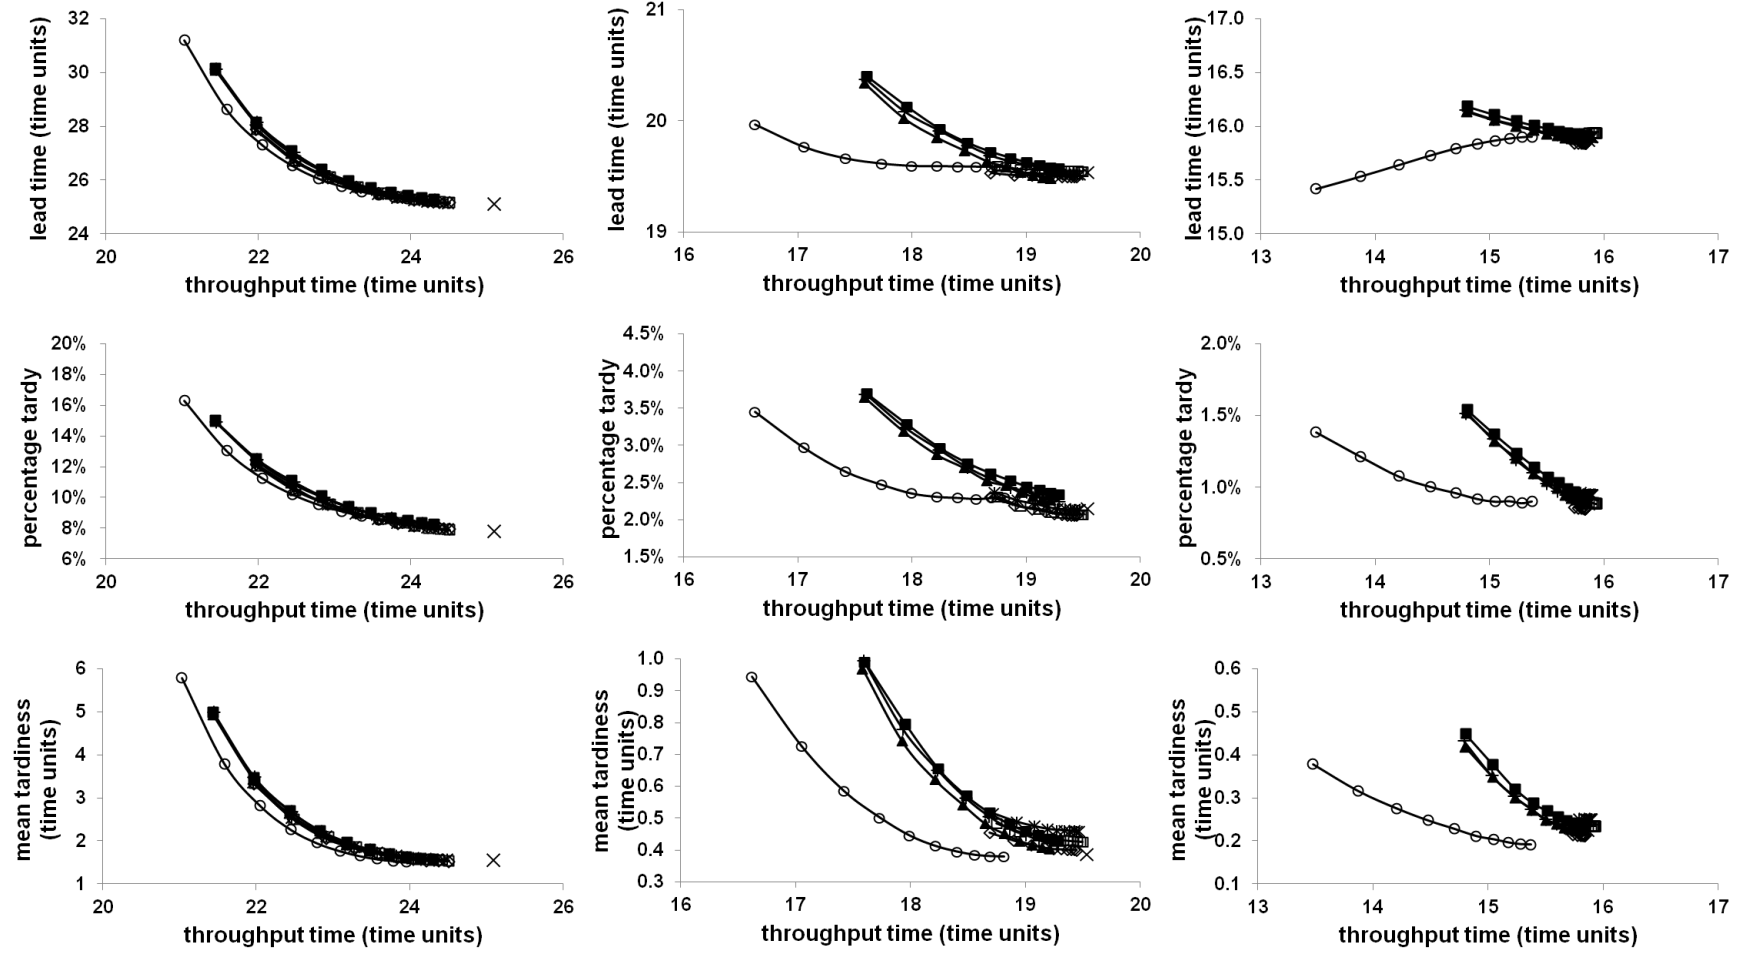 lead time (time units)
32
30
28
26
24
20 22 24 26
throughput time (time units)
lead time (time units)
21
20
19
16 17 18 19 20
throughput time (time units)
lead time (time units)
17.0
16.5
16.0
15.5
15.0
13 14 15 16 17
throughput time (time units)
percentage tardy
20%
18%
16%
14%
12%
10%
8%
6%
20 22 24 26
throughput time (time units)
percentage tardy
4.5%
4.0%
3.5%
3.0%
2.5%
2.0%
1.5%
16 17 18 19 20
throughput time (time units)
percentage tardy
2.0%
1.5%
1.0%
0.5%
13 14 15 16 17
throughput time (time units)
mean tardiness
(time units)
6
5
4
3
2
1
20 22 24 26
throughput time (time units)
mean tardiness
(time units)
1.0
0.9
0.8
0.7
0.6
0.5
0.4
0.3
16 17 18 19 20
throughput time (time units)
mean tardiness
(time units)
0.6
0.5
0.4
0.3
0.2
0.1
13 14 15 16 17
throughput time (time units)